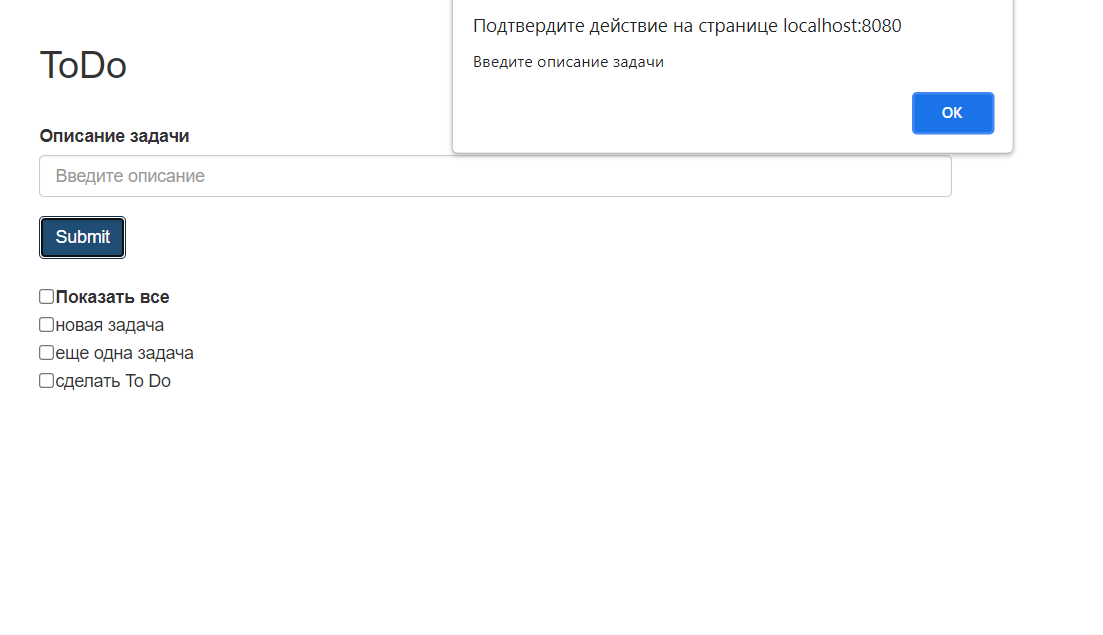 Подтвердите действие на странице localhost:8080
Введите описание задачи
OK
ToDo
Описание задачи
Введите описание
Submit
Показать все
новая задача
еще одна задача
сделать To Do